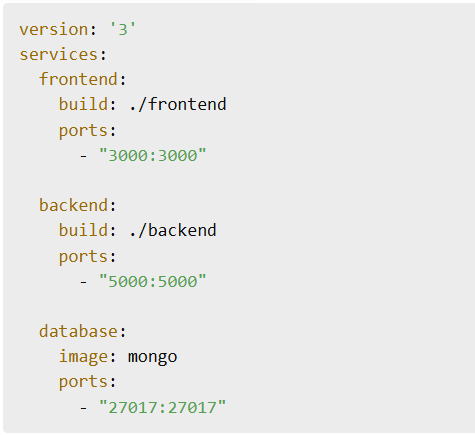 version: '3'
services:
  frontend:
    build: ./frontend
    ports:
      - "3000:3000"

  backend:
    build: ./backend
    ports:
      - "5000:5000"

  database:
    image: mongo
    ports:
      - "27017:27017"